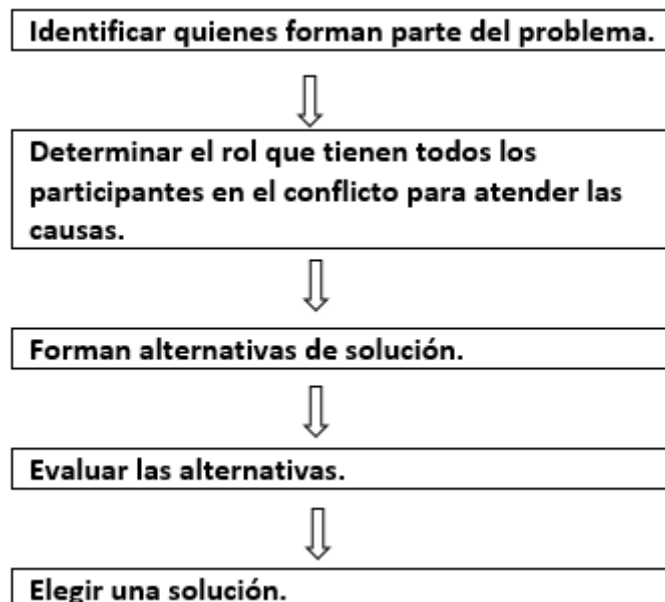 Identificar quienes forman parte del problema.
Determinar el rol que tienen todos los
participantes en el conflicto para atender las
causas.
Forman alternativas de solución.
Evaluar las alternativas.
Elegir una solución.